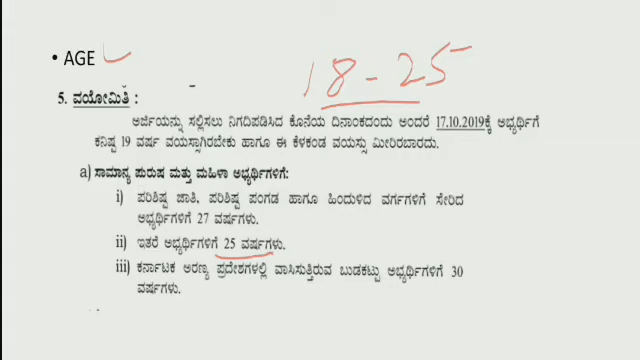 • AGE
18-25
5. ವಯೋಮಿತಿ :
ಅರ್ಜಿಯನ್ನು ಸಲ್ಲಿಸಲು ನಿಗದಿಪಡಿಸಿದ ಕೊನೆಯ ದಿನಾಂಕದಂದು ಅಂದರೆ 17.10.2019ಕ್ಕೆ ಅಭ್ಯರ್ಥಿಗೆ
ಕನಿಷ್ಟ 19 ವರ್ಷ ವಯಸ್ಸಾಗಿರಬೇಕು ಹಾಗೂ ಈ ಕೆಳಕಂಡ ವಯಸ್ಸು ಮೀರಿರಬಾರದು.
a) ಸಾಮಾನ್ಯ ಪುರುಷ ಮತ್ತು ಮಹಿಳಾ ಅಭ್ಯರ್ಥಿಗಳಿಗೆ:
i) ಪರಿಶಿಷ್ಟ ಜಾತಿ, ಪರಿಶಿಷ್ಟ ಪಂಗಡ ಹಾಗೂ ಹಿಂದುಳಿದ ವರ್ಗಗಳಿಗೆ ಸೇರಿದ
ಅಭ್ಯರ್ಥಿಗಳಿಗೆ 27 ವರ್ಷಗಳು.
ii) ಇತರೆ ಅಭ್ಯರ್ಥಿಗಳಿಗೆ 25 ವರ್ಷಗಳು.
iii) ಕರ್ನಾಟಕ ಅರಣ್ಯ ಪ್ರದೇಶಗಳಲ್ಲಿ ವಾಸಿಸುತ್ತಿರುವ ಬುಡಕಟ್ಟು ಅಭ್ಯರ್ಥಿಗಳಿಗೆ 30
ವರ್ಷಗಳು.